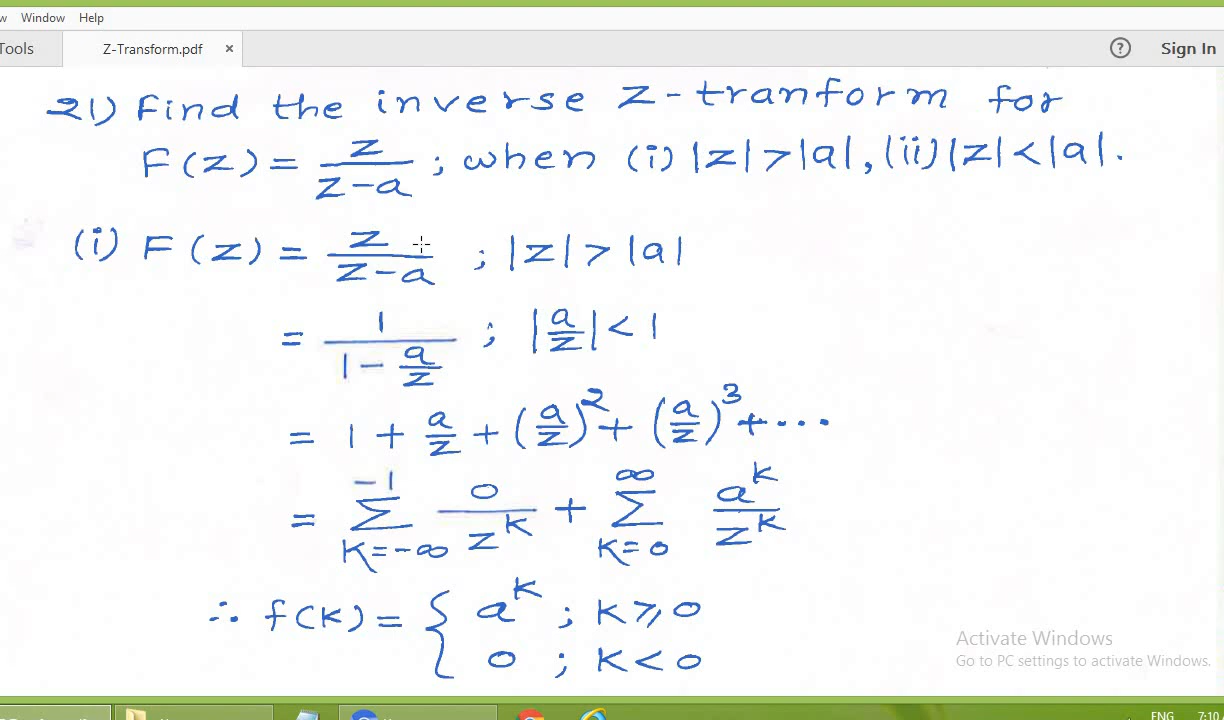 w Window Help
Tools Z-Transform.pdf × ? Sign In
21) Find the inverse z-tranform for
F(z) = z/(z-a) ; when (i) |z| > |a|, (ii) |z| < |a|.
(i) F(z) = z/(z-a) ; |z| > |a|
= 1/(1 - a/z) ; |a/z| < 1
= 1 + a/z + (a/z)^2 + (a/z)^3 + ...
= Σ_{K=-∞}^{-1} 0/z^K + Σ_{K=0}^{∞} a^K/z^K
∴ f(K) = { a^K ; K ⩾ 0
0 ; K < 0
Activate Windows
Go to PC settings to activate Windows.
ENG 7:10